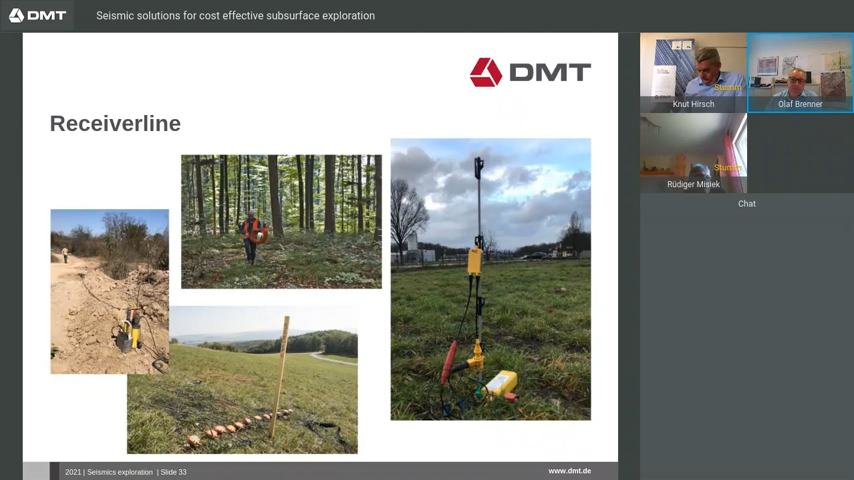 DMT
Seismic solutions for cost effective subsurface exploration
DMT
Receiverline
2021 | Seismics exploration | Slide 33
www.dmt.de
Stumm
Knut Hirsch
Olaf Brenner
Stumm
Rüdiger Misiek
Chat